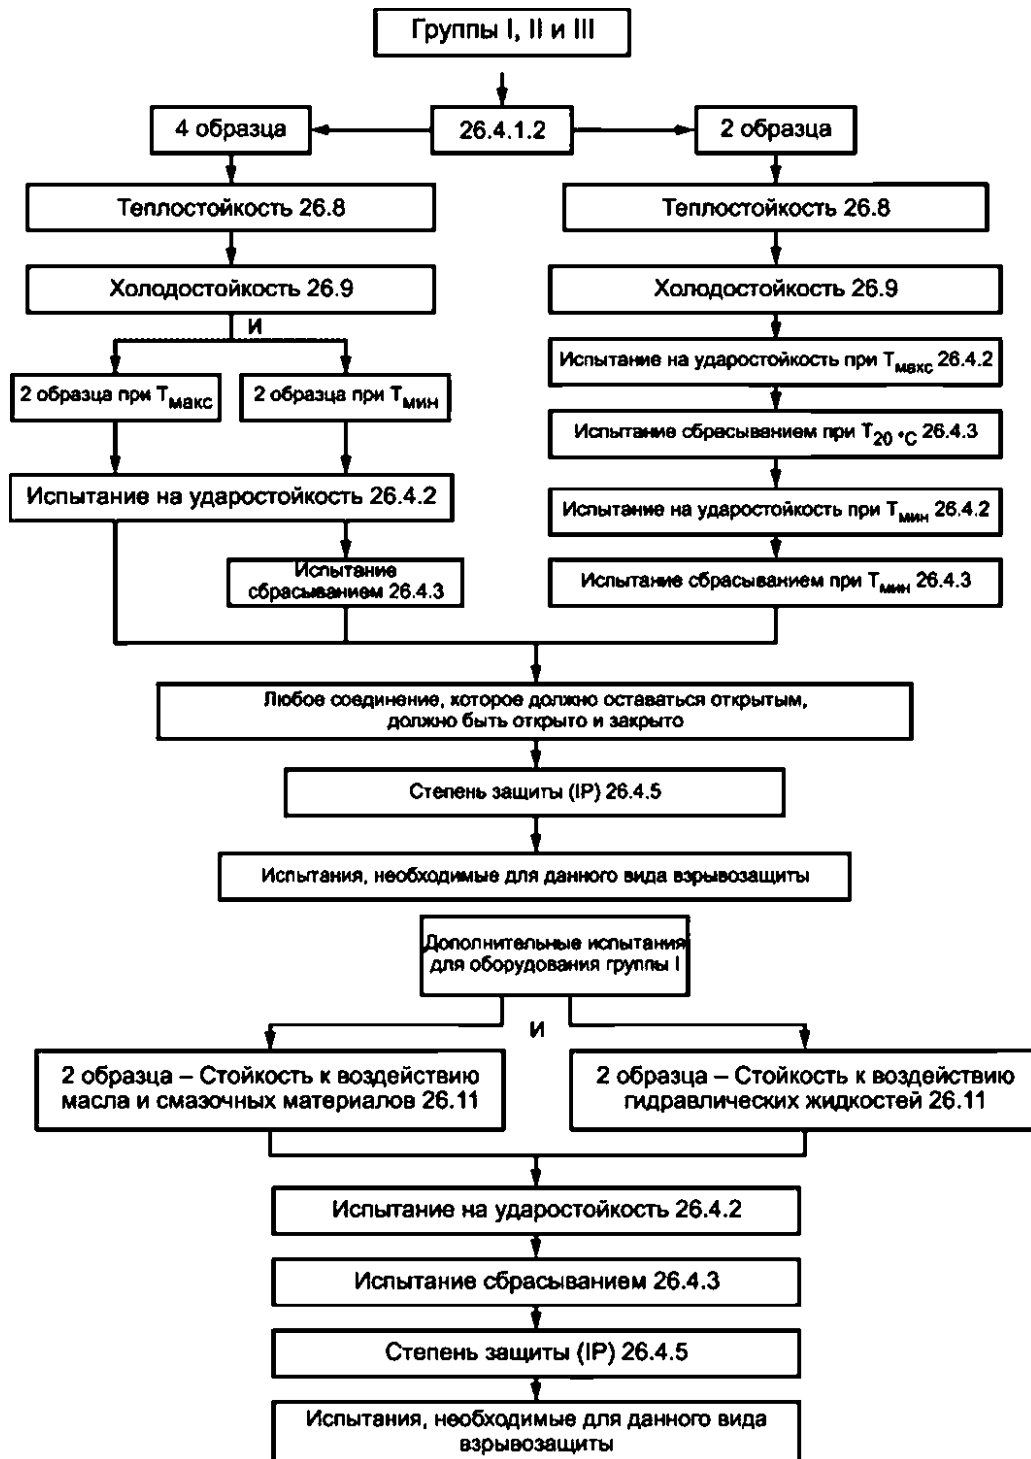 Группы I, II и III
4 образца
26.4.1.2
2 образца
Теплостойкость 26.8
Теплостойкость 26.8
Холодостойкость 26.9
Холодостойкость 26.9
И
2 образца при Tмакс
2 образца при Tмин
Испытание на ударостойкость при Tмакс 26.4.2
Испытание сбресыванием при T20 °C 26.4.3
Испытание на ударостойкость 26.4.2
Испытание на ударостойкость при Tмин 26.4.2
Испытание
сбрасыванием 26.4.3
Испытание сбрасыванием при Tмин 26.4.3
Любое соединение, которое должно оставаться открытым,
должно быть открыто и закрыто
Степень защиты (IP) 26.4.5
Испытания, необходимые для данного вида взрывозащиты
Дополнительные испытания
для оборудования группы I
И
2 образца – Стойкость к воздействию
масла и смазочных материалов 26.11
2 образца – Стойкость к воздействию
гидравлических жидкостей 26.11
Испытание на ударостойкость 26.4.2
Испытание сбрасыванием 26.4.3
Степень защиты (IP) 26.4.5
Испытания, необходимые для данного вида
взрывозащиты